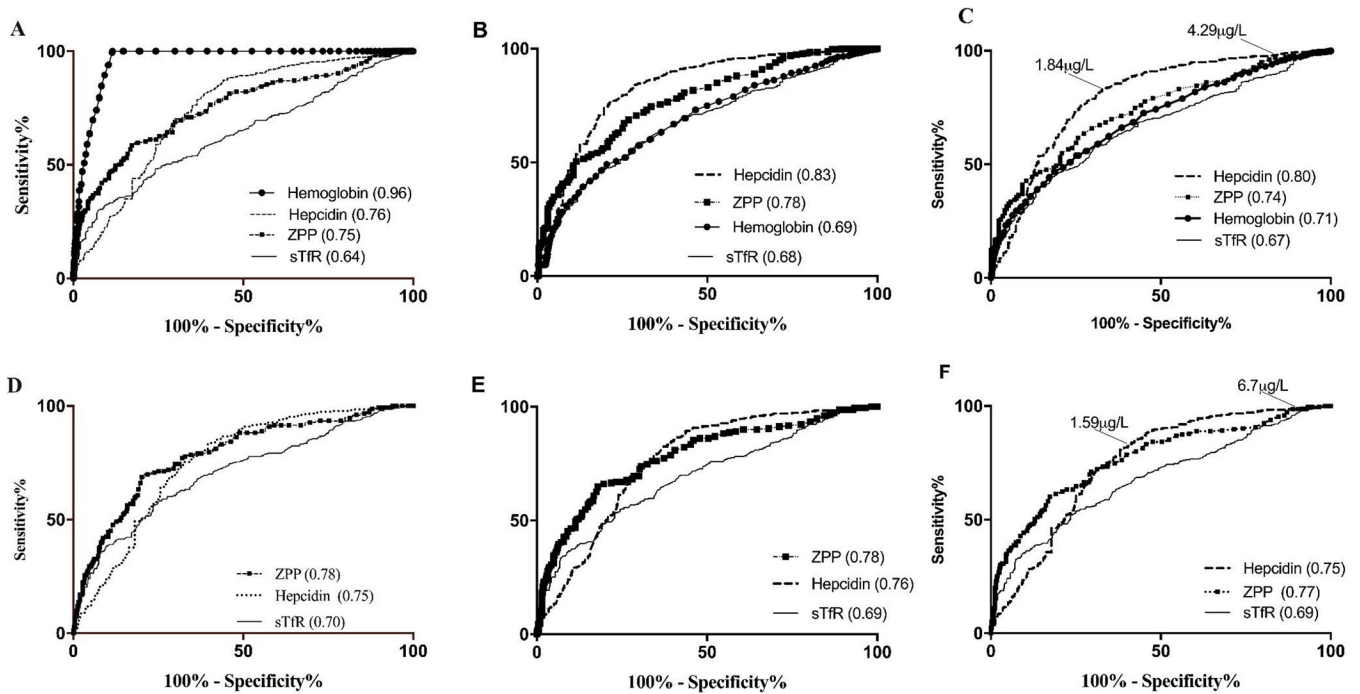 A
Sensitivity%
100
50
0
Hemoglobin (0.96)
Hepcidin (0.76)
ZPP (0.75)
sTfR (0.64)
0
50
100
100% - Specificity%
B
Sensitivity%
100
50
0
Hepcidin (0.83)
ZPP (0.78)
Hemoglobin (0.69)
sTfR (0.68)
0
50
100
100% - Specificity%
C
4.29µg/L
1.84µg/L
Sensitivity%
100
50
0
Hepcidin (0.80)
ZPP (0.74)
Hemoglobin (0.71)
sTfR (0.67)
0
50
100
100% - Specificity%
D
Sensitivity%
100
50
0
ZPP (0.78)
Hepcidin (0.75)
sTfR (0.70)
0
50
100
100% - Specificity%
E
Sensitivity%
100
50
0
ZPP (0.78)
Hepcidin (0.76)
sTfR (0.69)
0
50
100
100% - Specificity%
F
6.7µg/L
1.59µg/L
Sensitivity%
100
50
0
Hepcidin (0.75)
ZPP (0.77)
sTfR (0.69)
0
50
100
100% - Specificity%